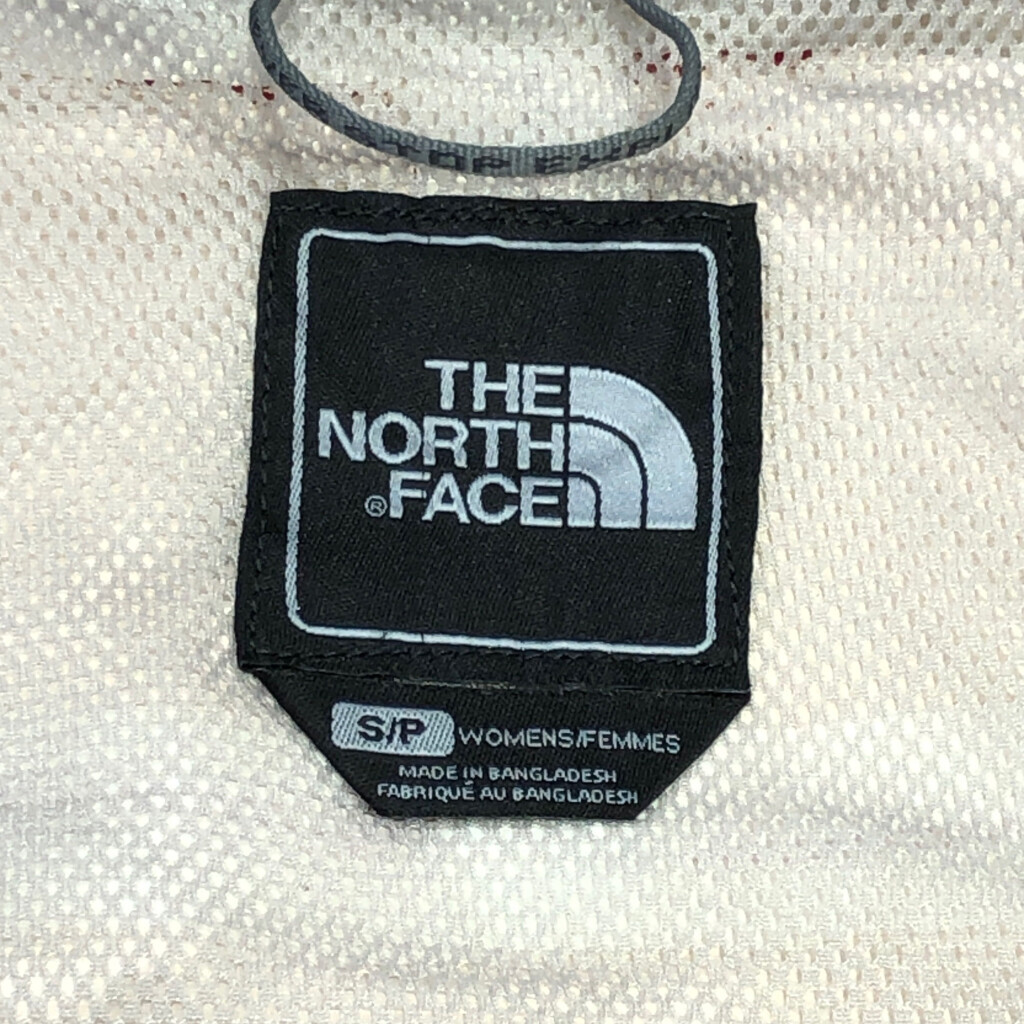 THE
NORTH
®FACE
S/P WOMENS/FEMMES
MADE IN BANGLADESH
FABRIQUÉ AU BANGLADESH